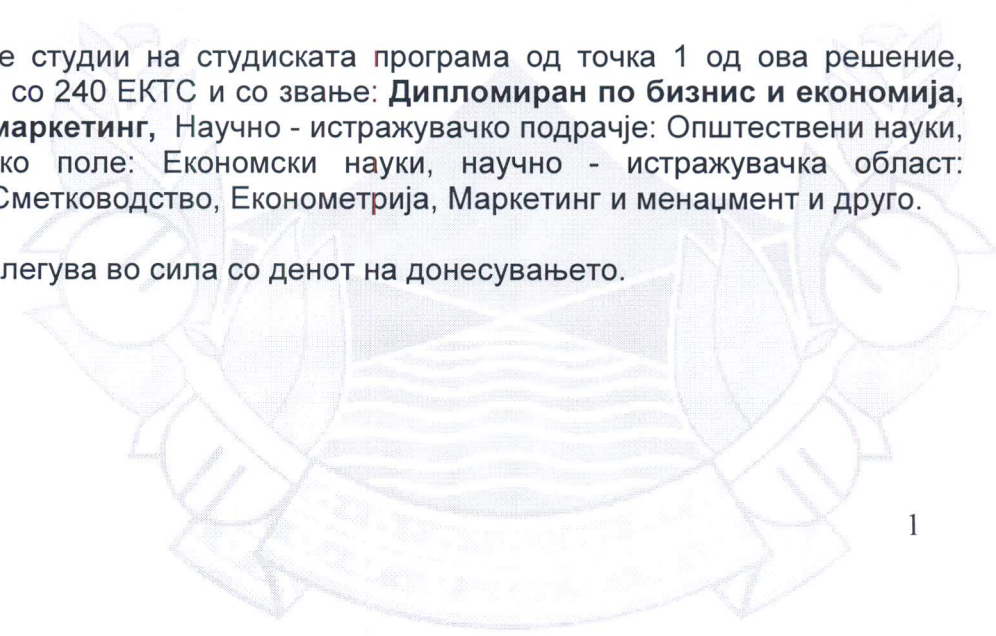 е студии на студиската програма од точка 1 од ова решение,
со 240 ЕКТС и со звање: Дипломиран по бизнис и економија,
маркетинг, Научно - истражувачко подрачје: Општествени науки,
ко поле: Економски науки, научно - истражувачка област:
Сметководство, Економетрија, Маркетинг и менаџмент и друго.
легува во сила со денот на донесувањето.
1